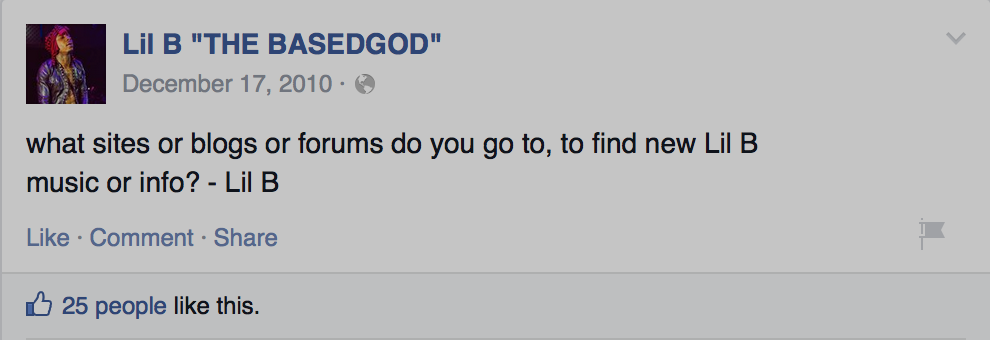 Lil B "THE BASEDGOD"
December 17, 2010 ·
what sites or blogs or forums do you go to, to find new Lil B
music or info? - Lil B
Like · Comment · Share
25 people like this.